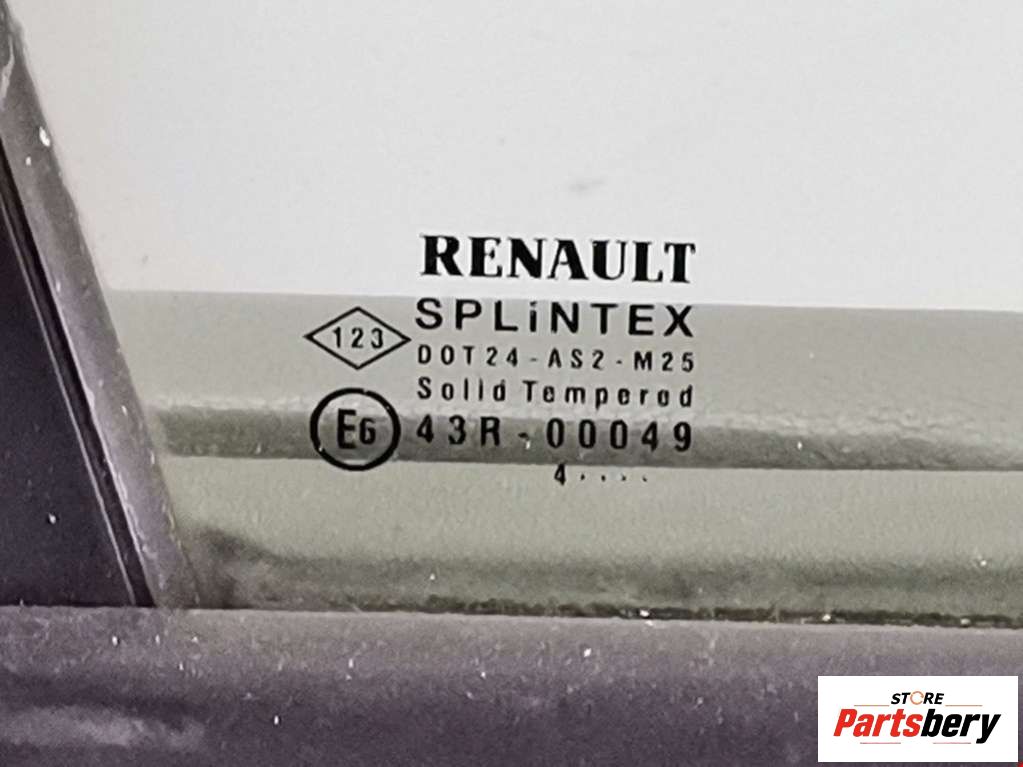 RENAULT
SPLiNTEX
123
DOT24-AS2-M25
Solid Tempered
E6
43R-00049
4....
STORE
Partsbery